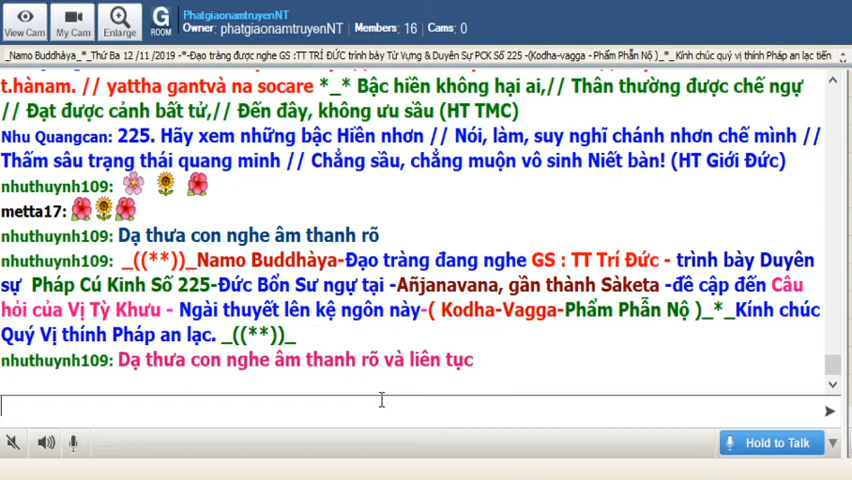 PhatgiaonamtruyenNT
Owner: phatgiaonamtruyeNT Members: 16 Cams: 0
View Cam My Cam Enlarge G ROOM
_Namo Buddhàya_*_Thứ Ba 12 /11 /2019 -*-Đạo tràng được nghe GS :TT TRÍ ĐỨC trình bày Từ Vựng & Duyên Sự PCK Số 225 -(Kodha-vagga - Phẩm Phẫn Nộ )_*_Kính chúc quý vị thính Pháp an lạc tiến
t.hànam. // yattha gantvà na socare *_* Bậc hiền không hại ai,// Thân thường được chế ngự
// Đạt được cảnh bất tử,// Đến đây, không ưu sầu (HT TMC)
Nhu Quangcan: 225. Hãy xem những bậc Hiền nhơn // Nói, làm, suy nghĩ chánh nhơn chế mình //
Thấm sâu trạng thái quang minh // Chẳng sầu, chẳng muộn vô sinh Niết bàn! (HT Giới Đức)
nhuthuynh109:
metta17:
nhuthuynh109: Dạ thưa con nghe âm thanh rõ
_((**))_Namo Buddhàya-Đạo tràng đang nghe GS : TT Trí Đức - trình bày Duyên
sự Pháp Cú Kinh Số 225-Đức Bổn Sư ngự tại -Añjanavana, gần thành Sàketa -đề cập đến Câu
hỏi của Vị Tỳ Khưu - Ngài thuyết lên kệ ngôn này-( Kodha-Vagga-Phẩm Phẫn Nộ )_*_Kính chúc
Quý Vị thính Pháp an lạc. _((**))_
nhuthuynh109: Dạ thưa con nghe âm thanh rõ và liên tục
Hold to Talk